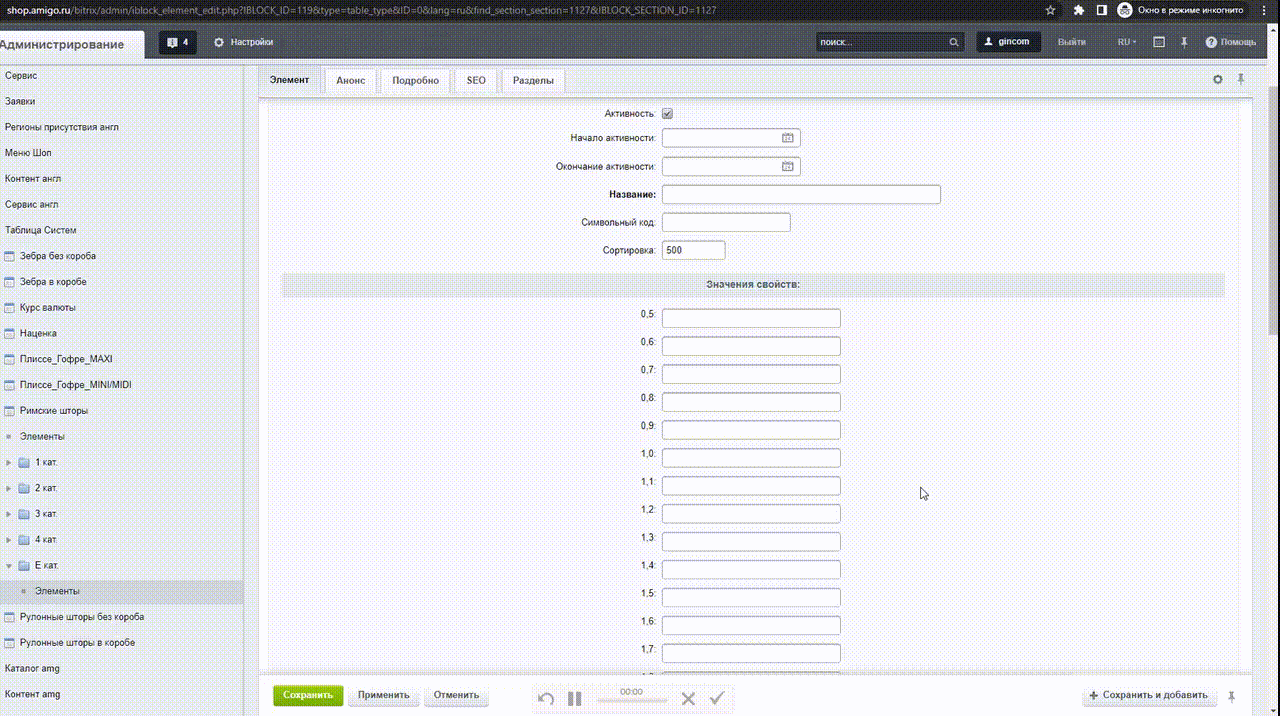 shop.amigo.ru/bitrix/admin/iblock_element_edit.php?IBLOCK_ID=119&type=table_type&ID=0&lang=ru&find_section_section=1127&IBLOCK_SECTION_ID=1127
Окно в режиме инкогнито
Администрирование
4
Настройки
поиск...
gincom
Выйти
RU
Помощь
Сервис
Заявки
Регионы присутствия англ
Меню Шоп
Контент англ
Сервис англ
Таблица Систем
Зебра без короба
Зебра в коробе
Курс валюты
Наценка
Плиссе_Гофре_MAXI
Плиссе_Гофре_MINI/MIDI
Римские шторы
Элементы
1 кат.
2 кат.
3 кат.
4 кат.
E кат.
Элементы
Рулонные шторы без короба
Рулонные шторы в коробе
Каталог amg
Контент amg
Элемент
Анонс
Подробно
SEO
Разделы
Активность:
Начало активности:
Окончание активности:
Название:
Символьный код:
Сортировка: 500
Значения свойств:
0,5:
0,6:
0,7:
0,8:
0,9:
1,0:
1,1:
1,2:
1,3:
1,4:
1,5:
1,6:
1,7:
Сохранить
Применить
Отменить
00:00
Сохранить и добавить